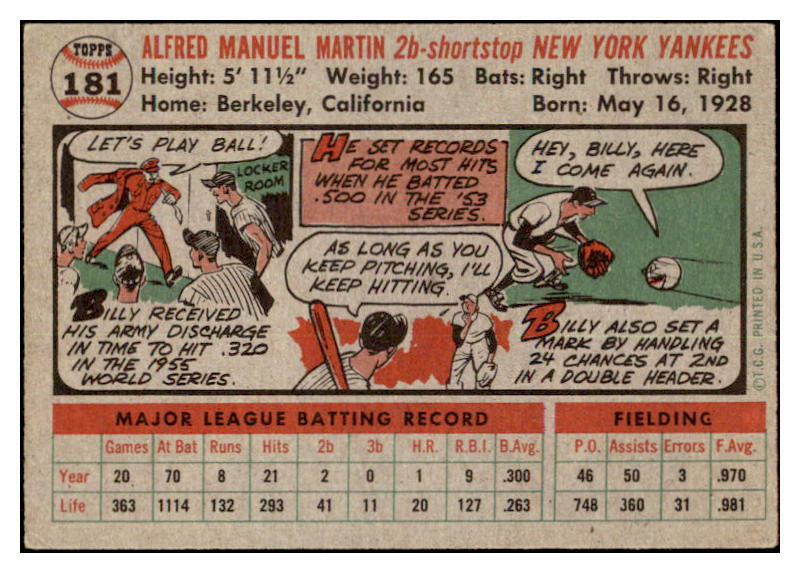 TOPPS
181
ALFRED MANUEL MARTIN 2b-shortstop NEW YORK YANKEES
Height: 5' 11½" Weight: 165 Bats: Right Throws: Right
Home: Berkeley, California Born: May 16, 1928
LET'S PLAY BALL!
LOCKER
ROOM
BILLY RECEIVED
HIS ARMY DISCHARGE
IN TIME TO HIT .320
IN THE 1955
WORLD SERIES.
HE SET RECORDS
FOR MOST HITS
WHEN HE BATTED
.500 IN THE '53
SERIES.
AS LONG AS YOU
KEEP PITCHING, I'LL
KEEP HITTING.
HEY, BILLY, HERE
I COME AGAIN.
BILLY ALSO SET A
MARK BY HANDLING
24 CHANCES AT 2ND
IN A DOUBLE HEADER.
©T.C.G. PRINTED IN U.S.A.
MAJOR LEAGUE BATTING RECORD FIELDING
Games At Bat Runs Hits 2b 3b H.R. R.B.I. B.Avg. P.O. Assists Errors F.Avg.
Year 20 70 8 21 2 0 1 9 .300 46 50 3 .970
Life 363 1114 132 293 41 11 20 127 .263 748 360 31 .981